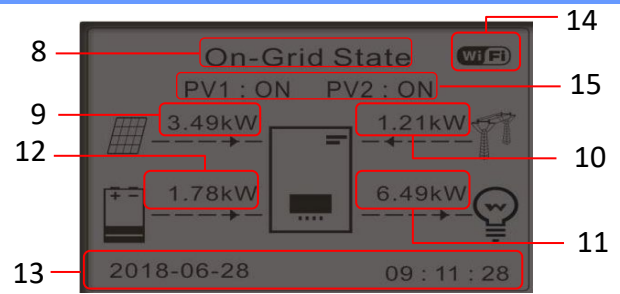 14
8 On-Grid State WiFi
PV1 : ON PV2 : ON 15
9 3.49kW 1.21kW
12 10
1.78kW 6.49kW
11
13 2018-06-28 09 : 11 : 28